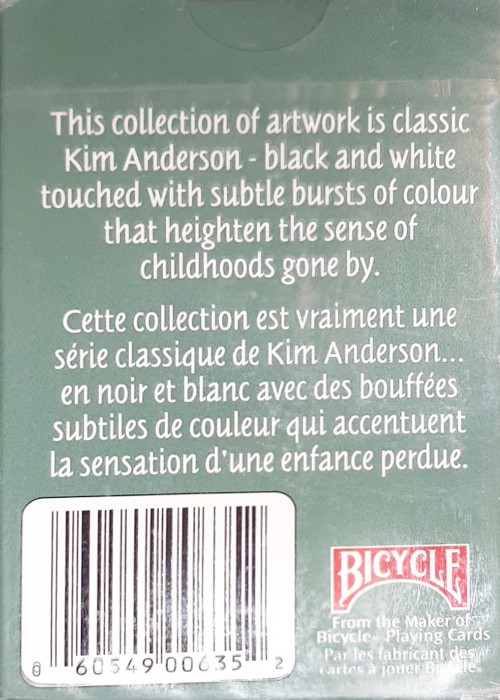 This collection of artwork is classic
Kim Anderson - black and white
touched with subtle bursts of colour
that heighten the sense of
childhoods gone by.
Cette collection est vraiment une
série classique de Kim Anderson...
en noir et blanc avec des bouffées
subtiles de couleur qui accentuent
la sensation d'une enfance perdue.
0 60549 00635 2
BICYCLE
From the Maker of
Bicycle® Playing Cards
Par les fabricant des
cartes à jouer Bicycle®